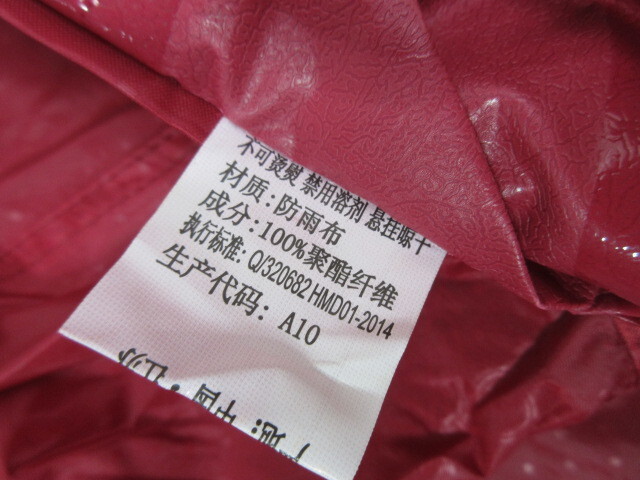 不可烫熨 禁用溶剂 悬挂晾干
材质：防雨布
成分：100%聚酯纤维
执行标准：Q/320682 HMD01-2014
生产代码：A10